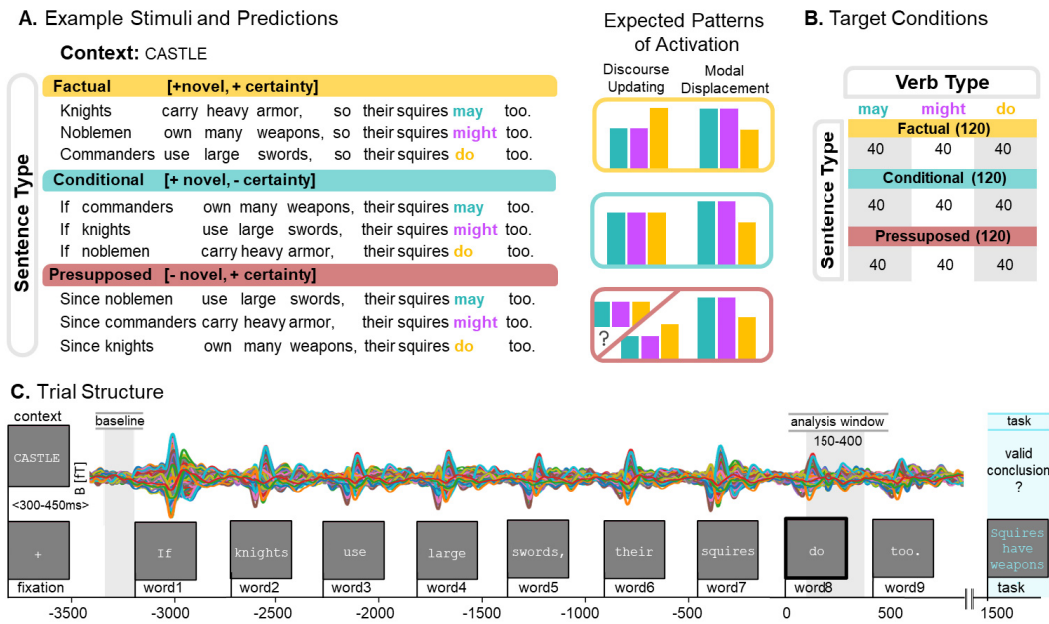 A. Example Stimuli and Predictions
Context: CASTLE
Sentence Type
Factual [+novel, + certainty]
Knights carry heavy armor, so their squires may too.
Noblemen own many weapons, so their squires might too.
Commanders use large swords, so their squires do too.
Conditional [+ novel, - certainty]
If commanders own many weapons, their squires may too.
If knights use large swords, their squires might too.
If noblemen carry heavy armor, their squires do too.
Presupposed [- novel, + certainty]
Since noblemen use large swords, their squires may too.
Since commanders carry heavy armor, their squires might too.
Since knights own many weapons, their squires do too.
Expected Patterns
of Activation
Discourse Updating
Modal Displacement
?
B. Target Conditions
Verb Type
may might do
Sentence Type
Factual (120)
40 40 40
Conditional (120)
40 40 40
Pressuposed (120)
40 40 40
C. Trial Structure
context
baseline
analysis window
task
150-400
CASTLE
B [fT]
valid
conclusion
?
<300-450ms>
+ If knights use large swords, their squires do too.
Squires
have
weapons
fixation word1 word2 word3 word4 word5 word6 word7 word8 word9 task
-3500 -3000 -2500 -2000 -1500 -1000 -500 0 500 1500